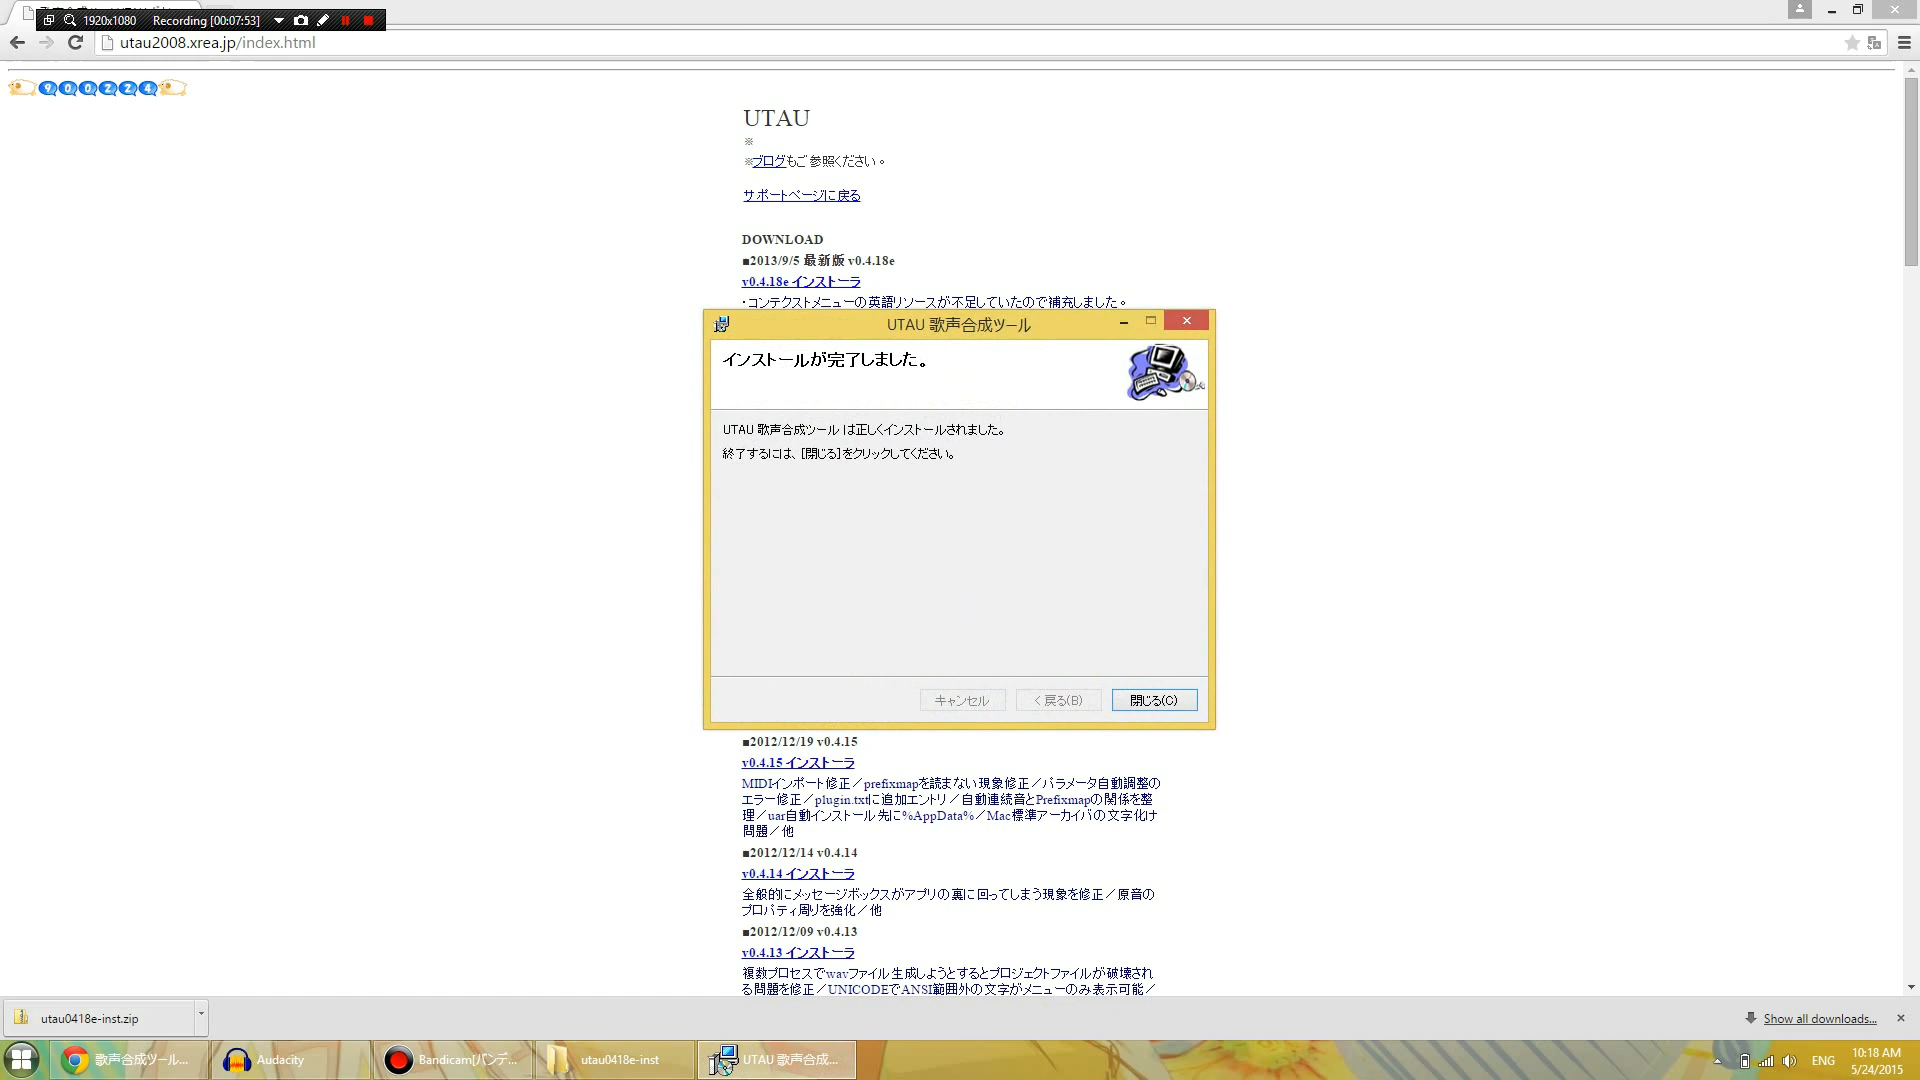 1920x1080 Recording [00:07:53]
utau2008.xrea.jp/index.html
900224
UTAU
※
※ブログもご参照ください。
サポートページに戻る
DOWNLOAD
■2013/9/5 最新版 v0.4.18e
v0.4.18e インストーラ
・コンテクストメニューの英語リソースが不足していたので補充しました。
UTAU 歌声合成ツール
インストールが完了しました。
UTAU 歌声合成ツール は正しくインストールされました。
終了するには、[閉じる]をクリックしてください。
キャンセル
< 戻る(B)
閉じる(C)
■2012/12/19 v0.4.15
v0.4.15 インストーラ
MIDIインポート修正／prefixmapを読まない現象修正／パラメータ自動調整の
エラー修正／plugin.txtに追加エントリ／自動連続音とPrefixmapの関係を整
理／uar自動インストール先に%AppData%／Mac標準アーカイバの文字化け
問題／他
■2012/12/14 v0.4.14
v0.4.14 インストーラ
全般的にメッセージボックスがアプリの裏に回ってしまう現象を修正／原音の
プロパティ周りを強化／他
■2012/12/09 v0.4.13
v0.4.13 インストーラ
複数プロセスでwavファイル生成しようとするとプロジェクトファイルが破壊され
る問題を修正／UNICODEでANSI範囲外の文字がメニューのみ表示可能／
utau0418e-inst.zip
Show all downloads...
歌声合成ツール...
Audacity
Bandicam[バンデ...
utau0418e-inst
UTAU 歌声合成...
ENG
10:18 AM
5/24/2015